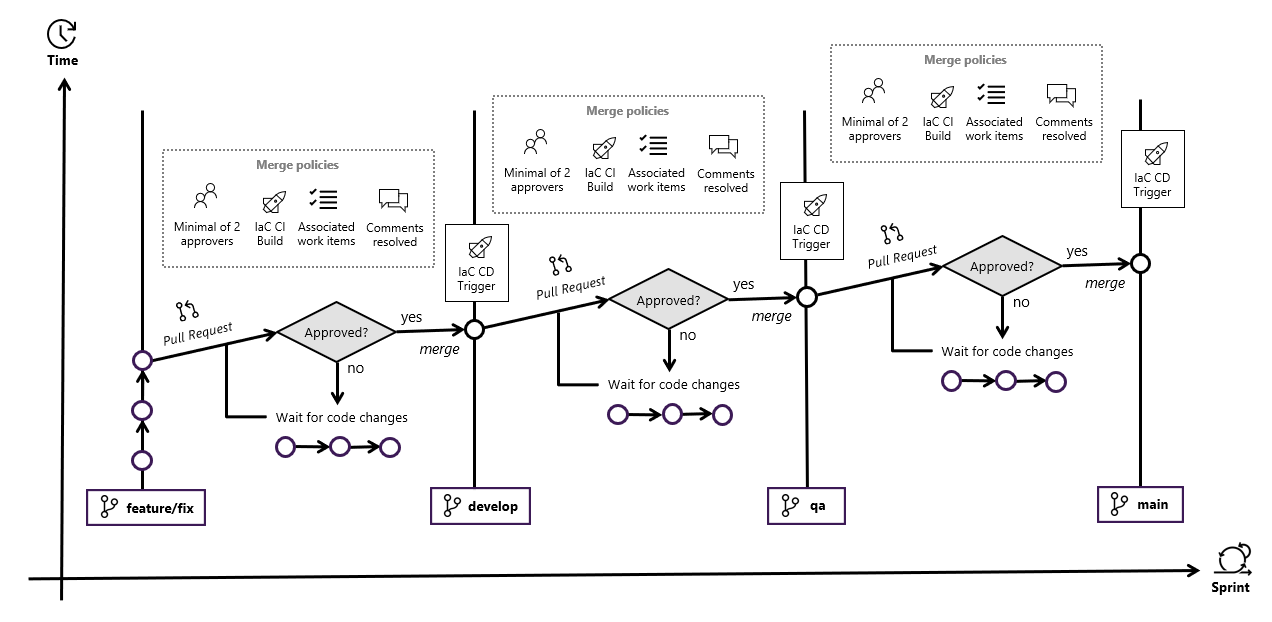 Time
Merge policies
Minimal of 2
approvers
IaC CI
Build
Associated
work items
Comments
resolved
Merge policies
Minimal of 2
approvers
IaC CI
Build
Associated
work items
Comments
resolved
Merge policies
Minimal of 2
approvers
IaC CI
Build
Associated
work items
Comments
resolved
IaC CD
Trigger
IaC CD
Trigger
IaC CD
Trigger
Pull Request
Approved?
yes
merge
no
Wait for code changes
Pull Request
Approved?
yes
merge
no
Wait for code changes
Pull Request
Approved?
yes
merge
no
Wait for code changes
feature/fix
develop
qa
main
Sprint